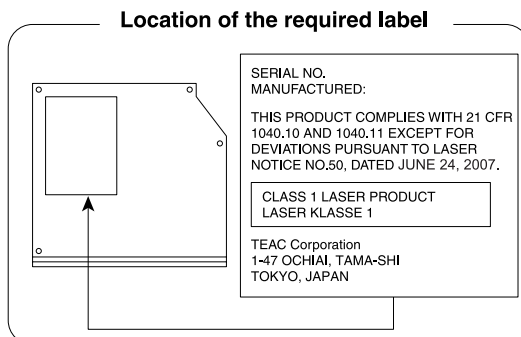 Location of the required label
SERIAL NO.
MANUFACTURED:
THIS PRODUCT COMPLIES WITH 21 CFR
1040.10 AND 1040.11 EXCEPT FOR
DEVIATIONS PURSUANT TO LASER
NOTICE NO.50, DATED JUNE 24, 2007.
CLASS 1 LASER PRODUCT
LASER KLASSE 1
TEAC Corporation
1-47 OCHIAI, TAMA-SHI
TOKYO, JAPAN